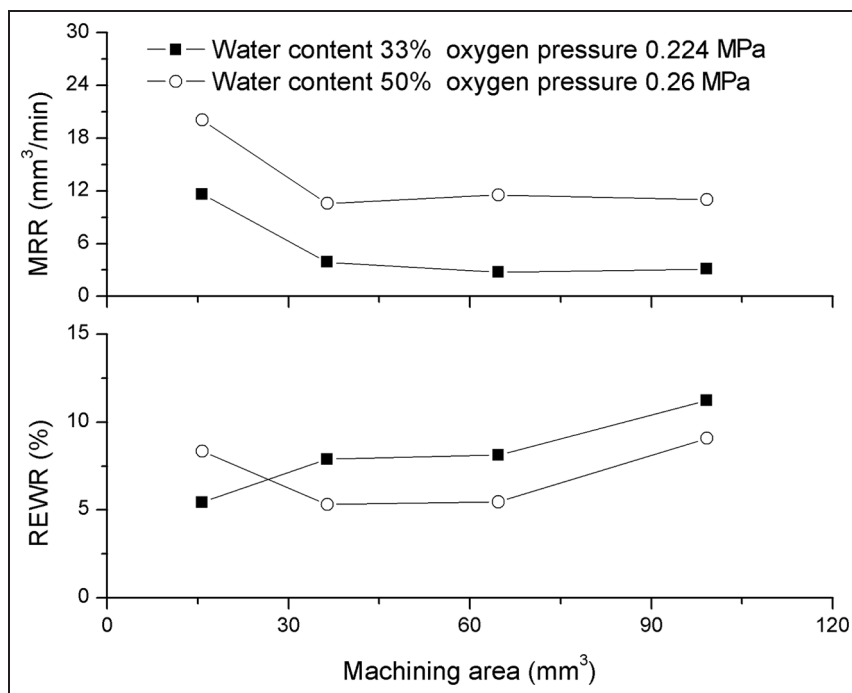 30
24
18
12
6
0
MRR (mm³/min)
Water content 33% oxygen pressure 0.224 MPa
Water content 50% oxygen pressure 0.26 MPa
15
10
5
0
REWR (%)
0 30 60 90 120
Machining area (mm³)